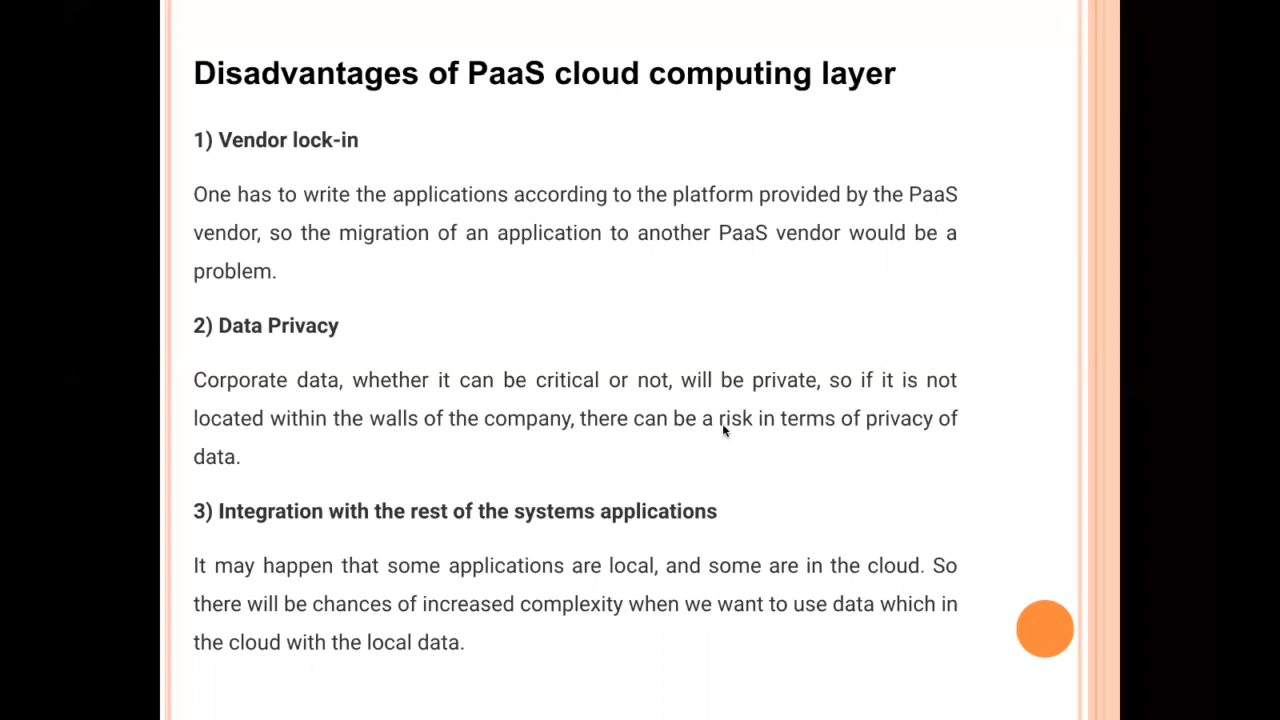 Disadvantages of PaaS cloud computing layer
1) Vendor lock-in
One has to write the applications according to the platform provided by the PaaS
vendor, so the migration of an application to another PaaS vendor would be a
problem.
2) Data Privacy
Corporate data, whether it can be critical or not, will be private, so if it is not
located within the walls of the company, there can be a risk in terms of privacy of
data.
3) Integration with the rest of the systems applications
It may happen that some applications are local, and some are in the cloud. So
there will be chances of increased complexity when we want to use data which in
the cloud with the local data.